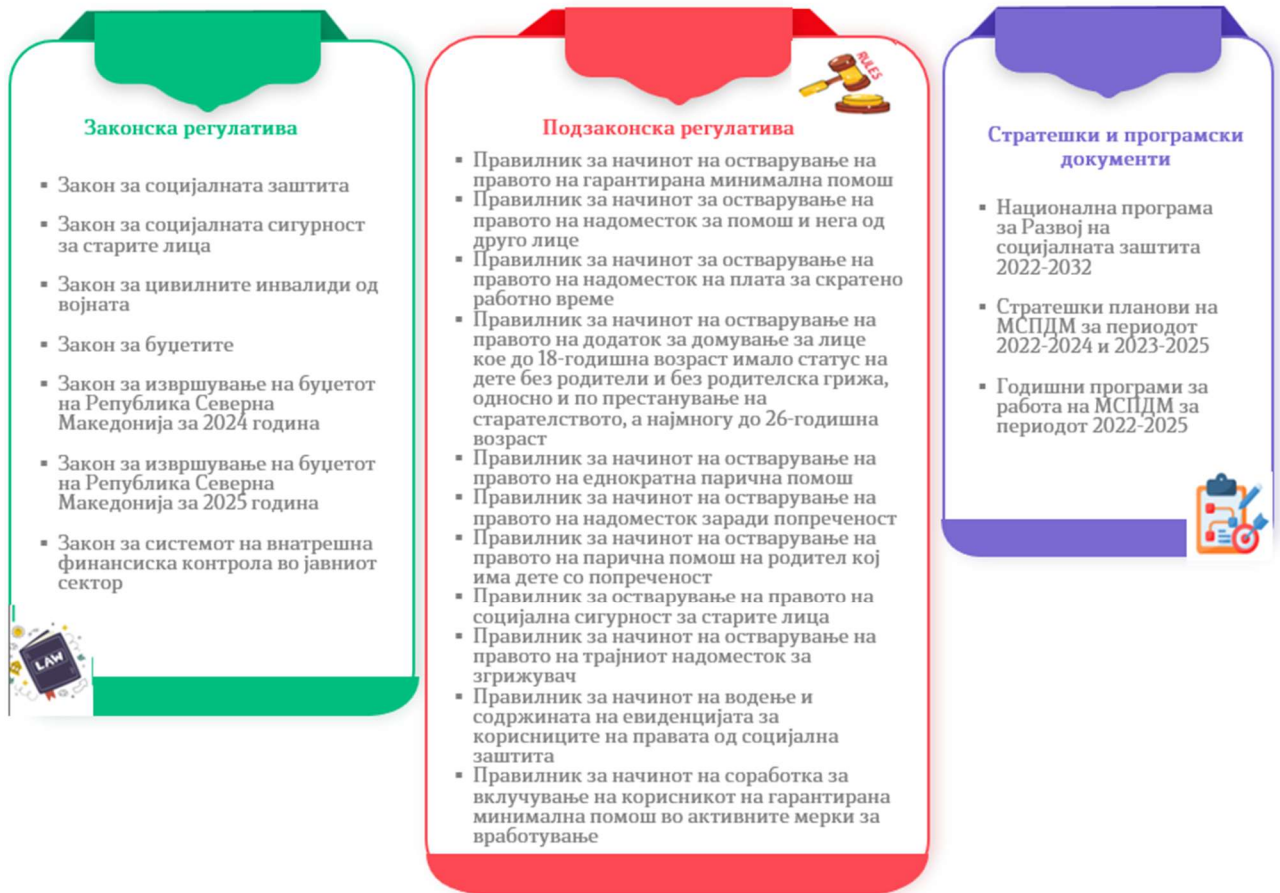 Законска регулатива
▪ Закон за социјалната заштита
▪ Закон за социјалната сигурност
за старите лица
▪ Закон за цивилните инвалиди од
војната
▪ Закон за буџетите
▪ Закон за извршување на буџетот
на Република Северна
Македонија за 2024 година
▪ Закон за извршување на буџетот
на Република Северна
Македонија за 2025 година
▪ Закон за системот на внатрешна
финансиска контрола во јавниот
сектор
LAW
RULES
Подзаконска регулатива
▪ Правилник за начинот на остварување на
правото на гарантирана минимална помош
▪ Правилник за начинот за остварување на
правото на надоместок за помош и нега од
друго лице
▪ Правилник за начинот за остварување на
правото на надоместок на плата за скратено
работно време
▪ Правилник за начинот на остварување на
правото на додаток за домување за лице
кое до 18-годишна возраст имало статус на
дете без родители и без родителска грижа,
односно и по престанување на
старателството, а најмногу до 26-годишна
возраст
▪ Правилник за начинот на остварување на
правото на еднократна парична помош
▪ Правилник за начинот на остварување на
правото на надоместок заради попреченост
▪ Правилник за начинот на остварување на
правото на парична помош на родител кој
има дете со попреченост
▪ Правилник за остварување на правото на
социјална сигурност за старите лица
▪ Правилник за начинот на остварување на
правото на трајниот надоместок за
згрижувач
▪ Правилник за начинот на водење и
содржината на евиденцијата за
корисниците на правата од социјална
заштита
▪ Правилник за начинот на соработка за
вклучување на корисникот на гарантирана
минимална помош во активните мерки за
вработување
Стратешки и програмски
документи
▪ Национална програма
за Развој на
социјалната заштита
2022-2032
▪ Стратешки планови на
МСПДМ за периодот
2022-2024 и 2023-2025
▪ Годишни програми за
работа на МСПДМ за
периодот 2022-2025